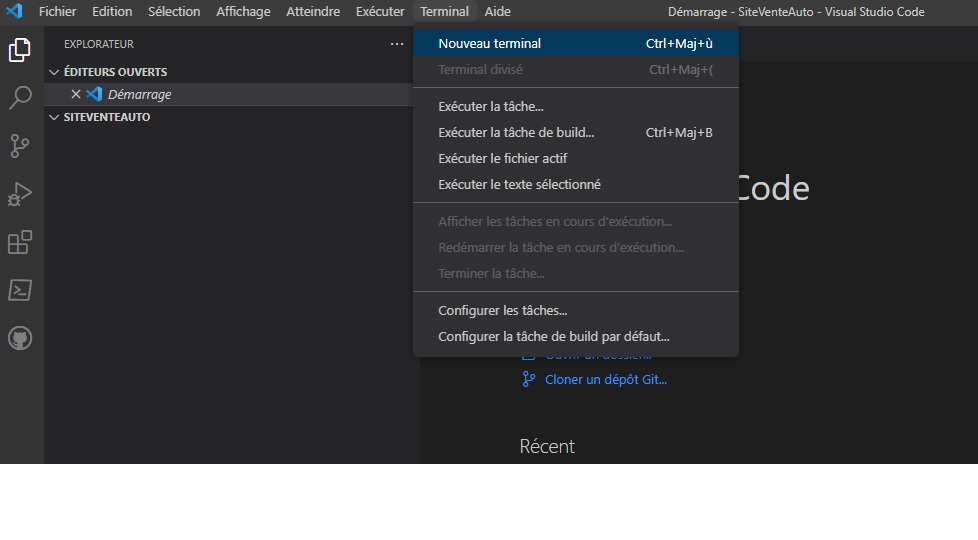 Fichier Edition Sélection Affichage Atteindre Exécuter Terminal Aide Démarrage - SiteVenteAuto - Visual Studio Code
EXPLORATEUR
ÉDITEURS OUVERTS
Démarrage
SITEVENTEAUTO
Nouveau terminal Ctrl+Maj+ù
Terminal divisé Ctrl+Maj+(
Exécuter la tâche...
Exécuter la tâche de build... Ctrl+Maj+B
Exécuter le fichier actif
Exécuter le texte sélectionné
Afficher les tâches en cours d'exécution...
Redémarrer la tâche en cours d'exécution...
Terminer la tâche...
Configurer les tâches...
Configurer la tâche de build par défaut...
Code
Ouvrir un dossier...
Cloner un dépôt Git...
Récent